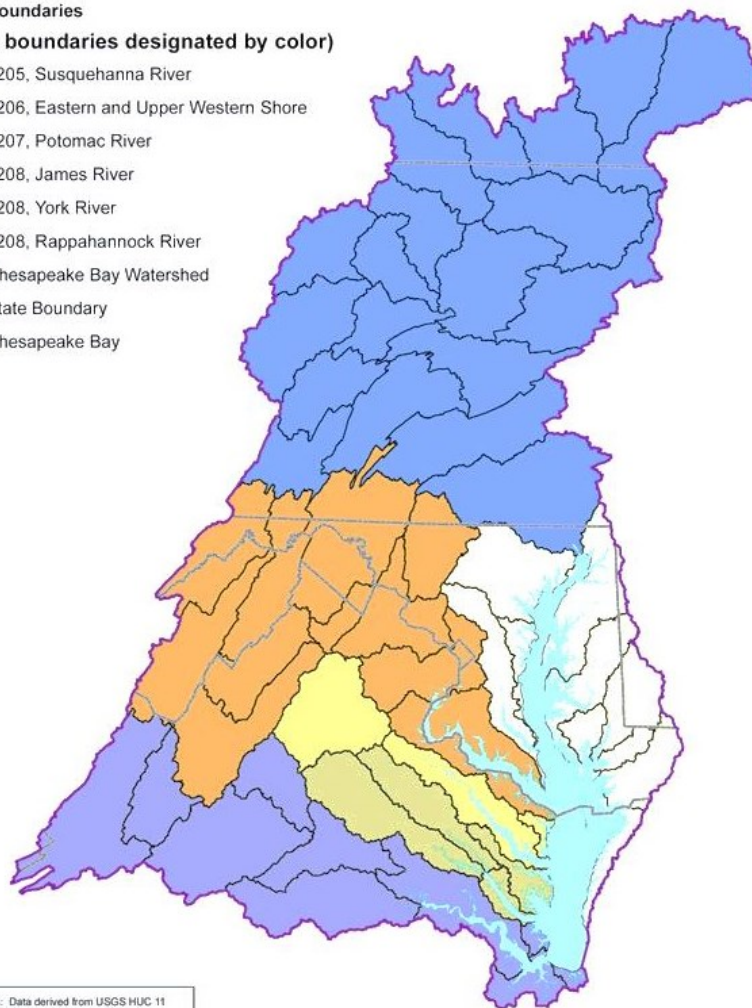 oundaries
boundaries designated by color)
205, Susquehanna River
206, Eastern and Upper Western Shore
207, Potomac River
208, James River
208, York River
208, Rappahannock River
hesapeake Bay Watershed
tate Boundary
hesapeake Bay
: Data derived from USGS HUC 11